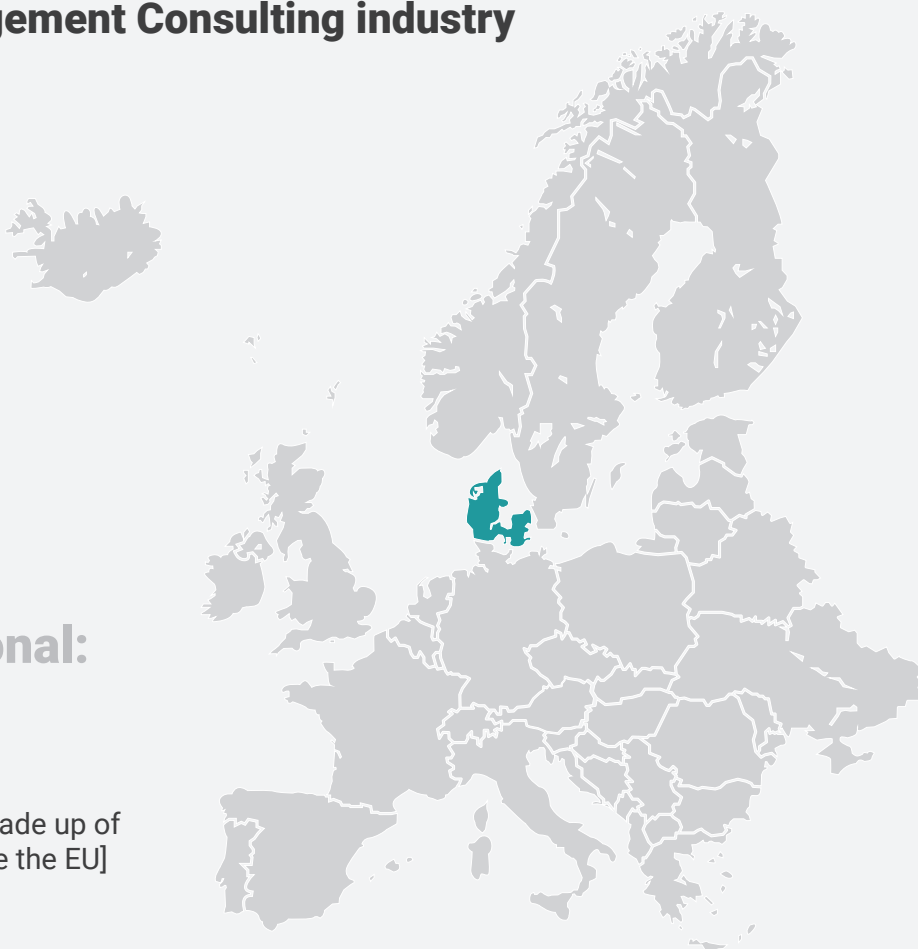 gement Consulting industry
onal:
ade up of
e the EU]